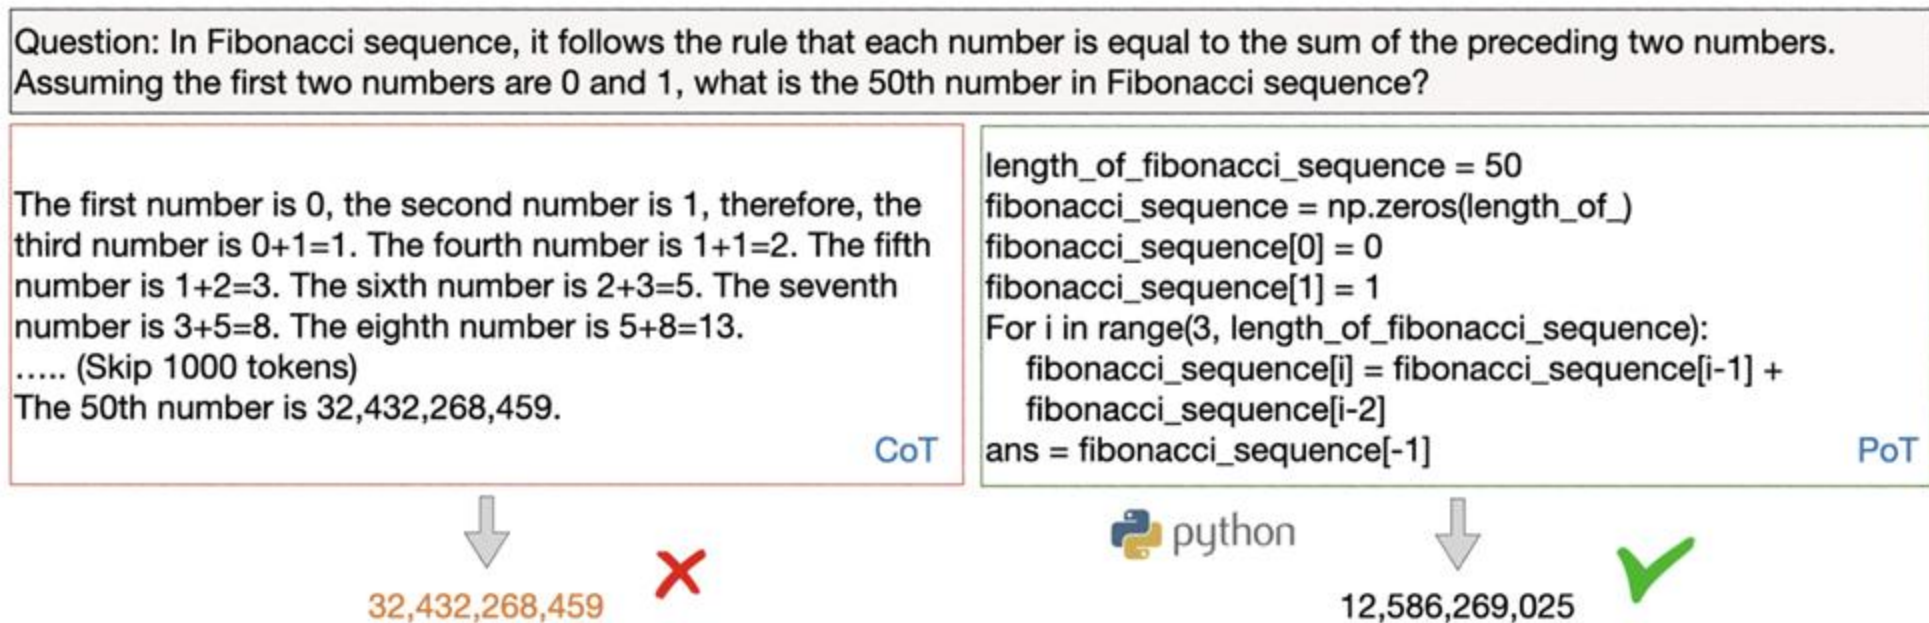 Question: In Fibonacci sequence, it follows the rule that each number is equal to the sum of the preceding two numbers.
Assuming the first two numbers are 0 and 1, what is the 50th number in Fibonacci sequence?
The first number is 0, the second number is 1, therefore, the
third number is 0+1=1. The fourth number is 1+1=2. The fifth
number is 1+2=3. The sixth number is 2+3=5. The seventh
number is 3+5=8. The eighth number is 5+8=13.
..... (Skip 1000 tokens)
The 50th number is 32,432,268,459.
CoT
length_of_fibonacci_sequence = 50
fibonacci_sequence = np.zeros(length_of_)
fibonacci_sequence[0] = 0
fibonacci_sequence[1] = 1
For i in range(3, length_of_fibonacci_sequence):
fibonacci_sequence[i] = fibonacci_sequence[i-1] +
fibonacci_sequence[i-2]
ans = fibonacci_sequence[-1]
PoT
32,432,268,459
python
12,586,269,025